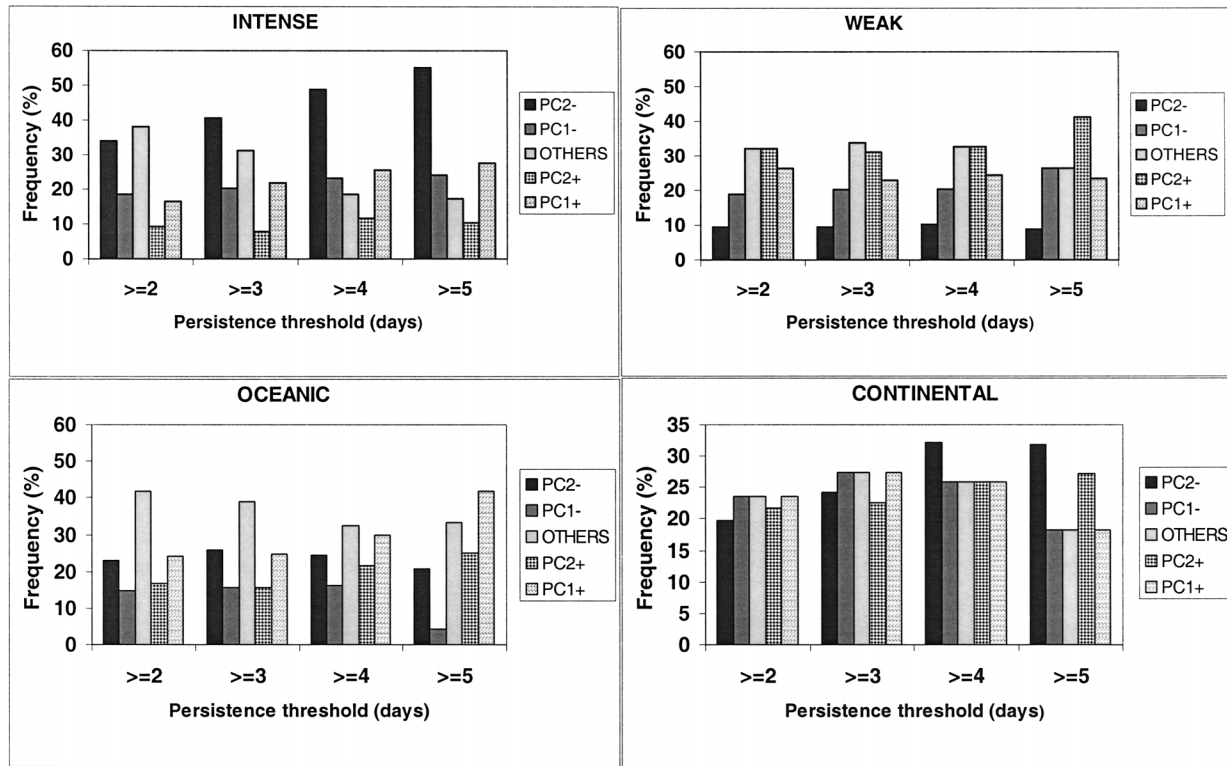 INTENSE
60
50
40
30
20
10
0
Frequency (%)
>=2 >=3 >=4 >=5
Persistence threshold (days)
PC2-
PC1-
OTHERS
PC2+
PC1+
WEAK
60
50
40
30
20
10
0
Frequency (%)
>=2 >=3 >=4 >=5
Persistence threshold (days)
PC2-
PC1-
OTHERS
PC2+
PC1+
OCEANIC
60
50
40
30
20
10
0
Frequency (%)
>=2 >=3 >=4 >=5
Persistence threshold (days)
PC2-
PC1-
OTHERS
PC2+
PC1+
CONTINENTAL
35
30
25
20
15
10
5
0
Frequency (%)
>=2 >=3 >=4 >=5
Persistence threshold (days)
PC2-
PC1-
OTHERS
PC2+
PC1+